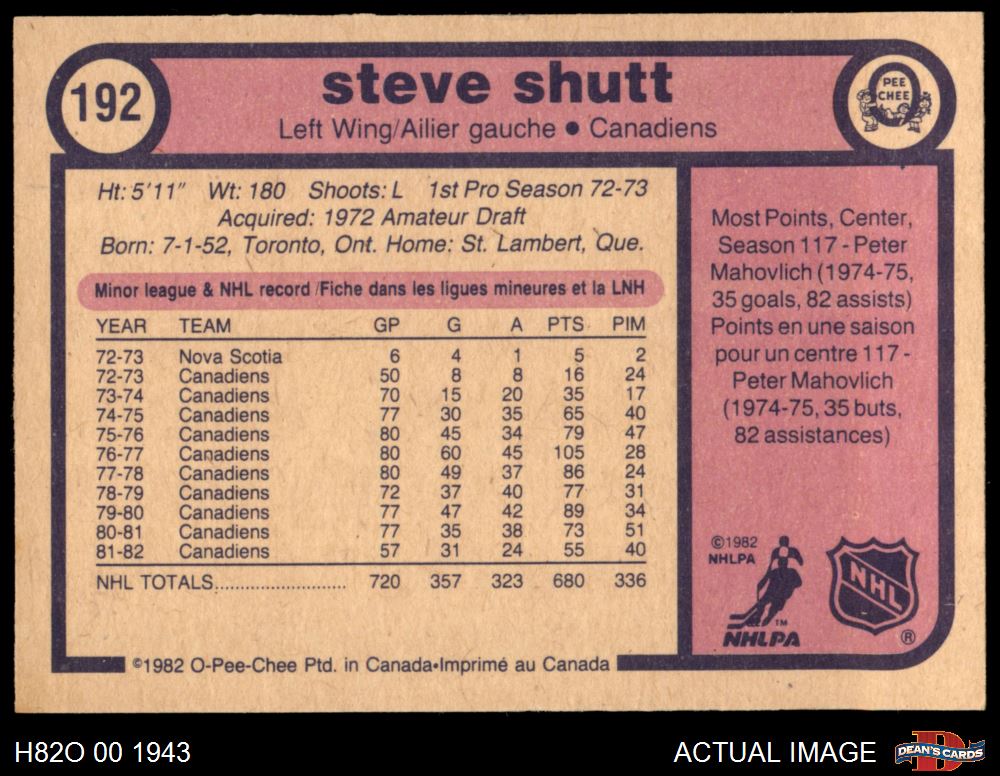 192
steve shutt
Left Wing/Ailier gauche ● Canadiens
O
PEE
CHEE
Ht: 5'11" Wt: 180 Shoots: L 1st Pro Season 72-73
Acquired: 1972 Amateur Draft
Born: 7-1-52, Toronto, Ont. Home: St. Lambert, Que.
Minor league & NHL record /Fiche dans les ligues mineures et la LNH
YEAR TEAM GP G A PTS PIM
72-73 Nova Scotia 6 4 1 5 2
72-73 Canadiens 50 8 8 16 24
73-74 Canadiens 70 15 20 35 17
74-75 Canadiens 77 30 35 65 40
75-76 Canadiens 80 45 34 79 47
76-77 Canadiens 80 60 45 105 28
77-78 Canadiens 80 49 37 86 24
78-79 Canadiens 72 37 40 77 31
79-80 Canadiens 77 47 42 89 34
80-81 Canadiens 77 35 38 73 51
81-82 Canadiens 57 31 24 55 40
NHL TOTALS...................... 720 357 323 680 336
©1982 O-Pee-Chee Ptd. in Canada•Imprimé au Canada
Most Points, Center,
Season 117 - Peter
Mahovlich (1974-75,
35 goals, 82 assists)
Points en une saison
pour un centre 117 -
Peter Mahovlich
(1974-75, 35 buts,
82 assistances)
©1982
NHLPA
TM
NHLPA
NHL
®
H82O 00 1943
ACTUAL IMAGE
D
DEAN'S CARDS